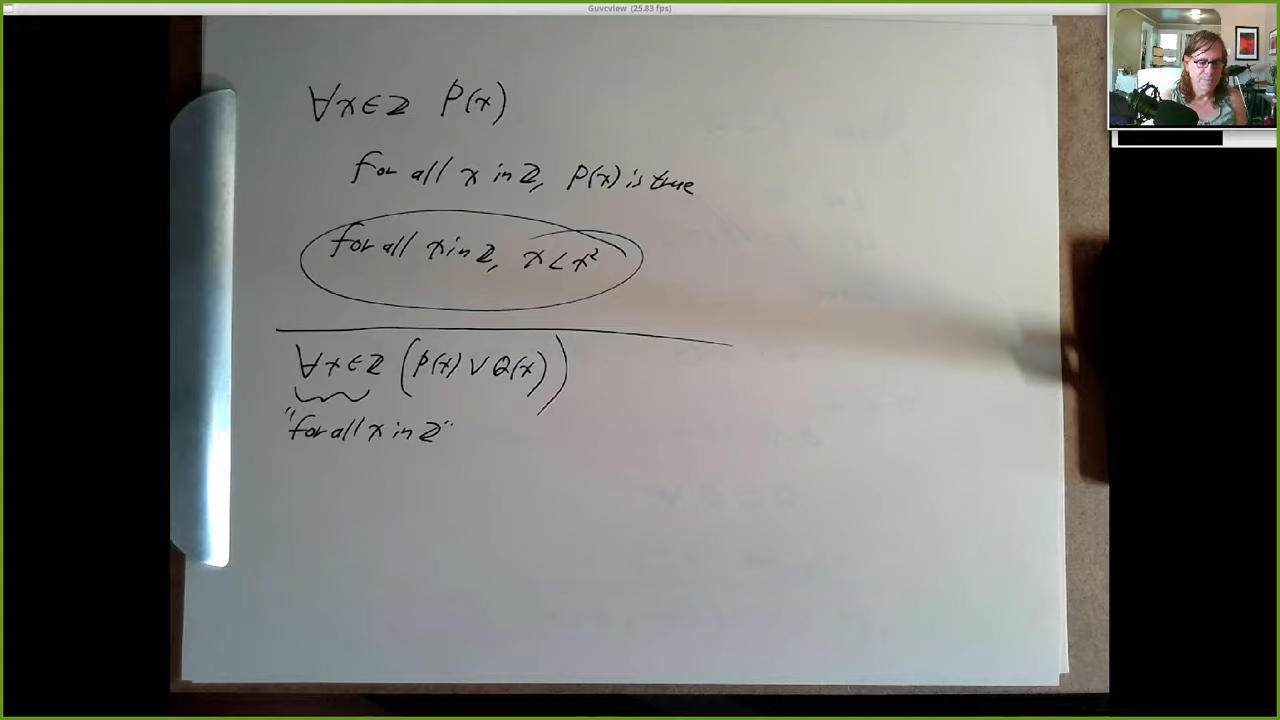 Guvcview (25.83 fps)
∀x∈ℤ P(x)
for all x in ℤ, P(x) is true
for all x in ℤ, x < x²
∀x∈ℤ (P(x) ∨ Q(x))
"for all x in ℤ"